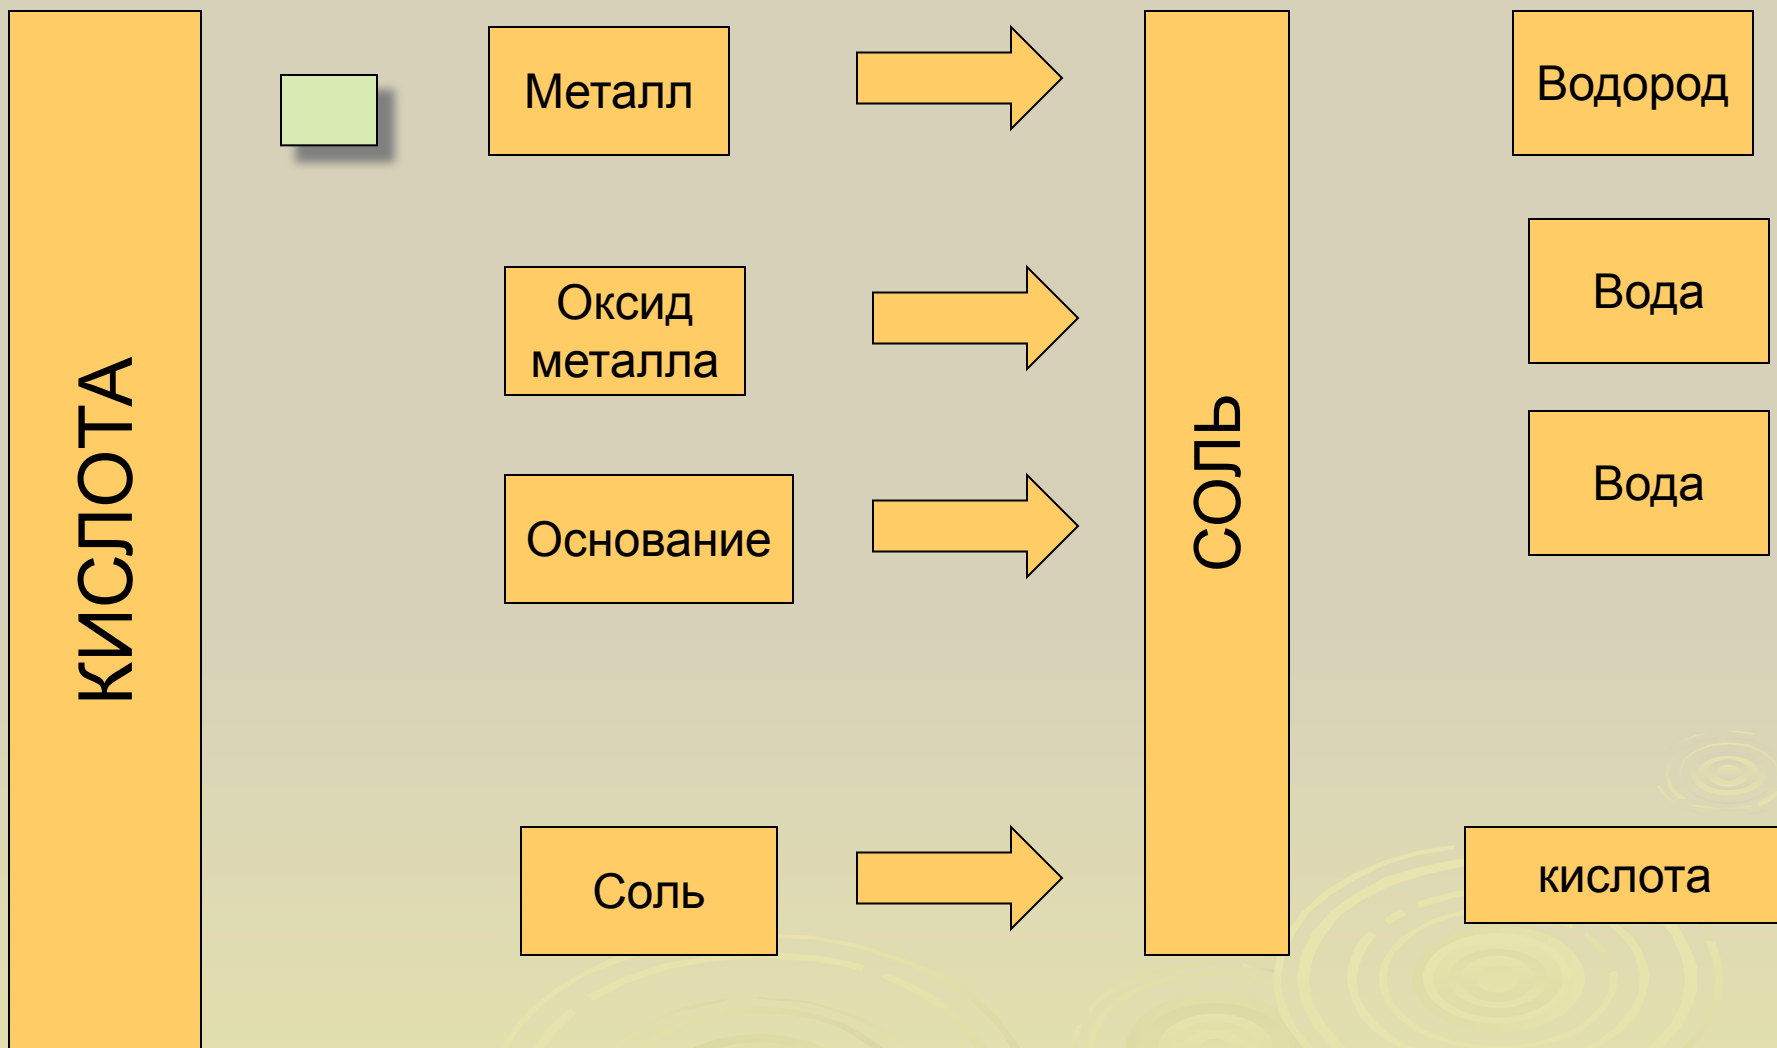 КИСЛОТА
Металл
Водород
Оксид
металла
Вода
Основание
Вода
СОЛЬ
Соль
кислота